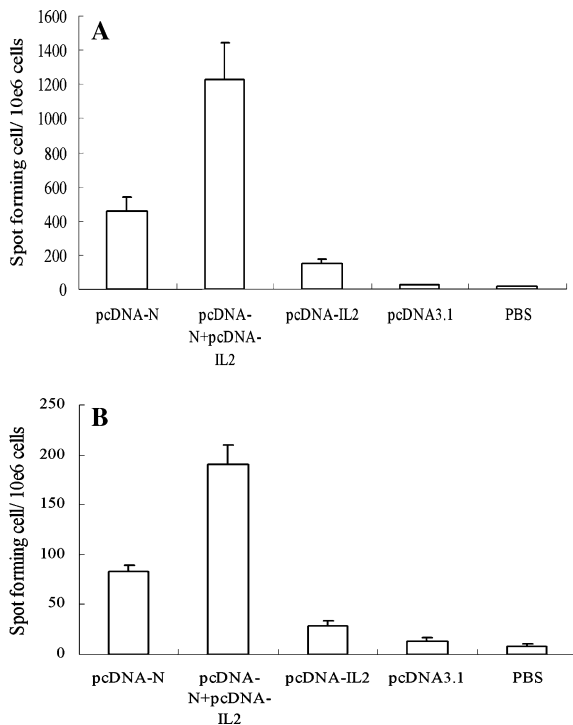 A
Spot forming cell/ 10e6 cells
1600
1400
1200
1000
800
600
400
200
0
pcDNA-N
pcDNA-
N+pcDNA-
IL2
pcDNA-IL2
pcDNA3.1
PBS
B
Spot forming cell/ 10e6 cells
250
200
150
100
50
0
pcDNA-N
pcDNA-
N+pcDNA-
IL2
pcDNA-IL2
pcDNA3.1
PBS